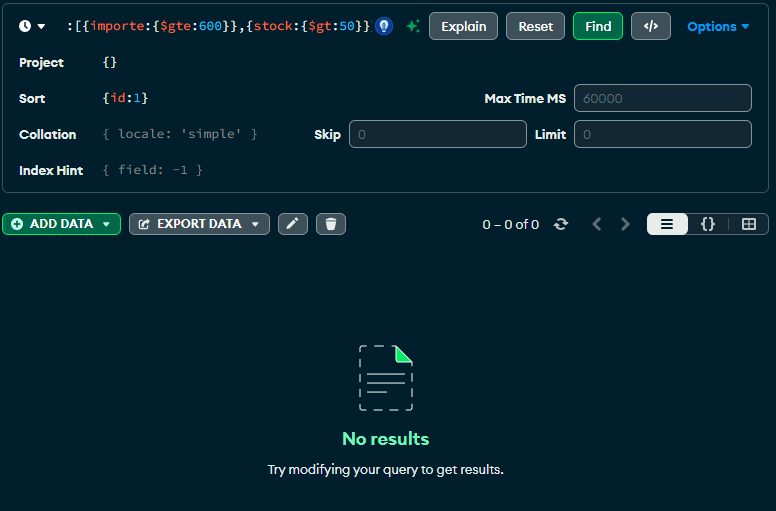 :[{importe:{$gte:600}},{stock:{$gt:50}} Explain Reset Find </> Options
Project {}
Sort {id:1} Max Time MS 60000
Collation { locale: 'simple' } Skip 0 Limit 0
Index Hint { field: -1 }
ADD DATA EXPORT DATA 0 – 0 of 0 {}
No results
Try modifying your query to get results.